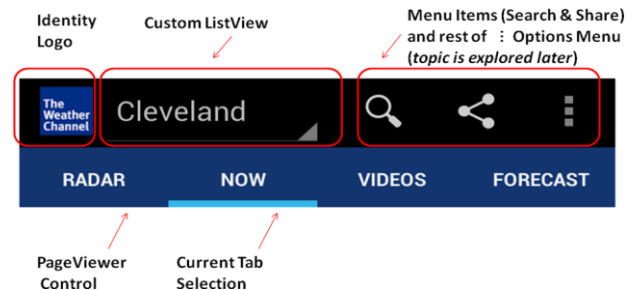 Identity
Logo
Custom ListView
Menu Items (Search & Share)
and rest of ⋮ Options Menu
(topic is explored later)
The
Weather
Channel
Cleveland
RADAR NOW VIDEOS FORECAST
PageViewer
Control
Current Tab
Selection